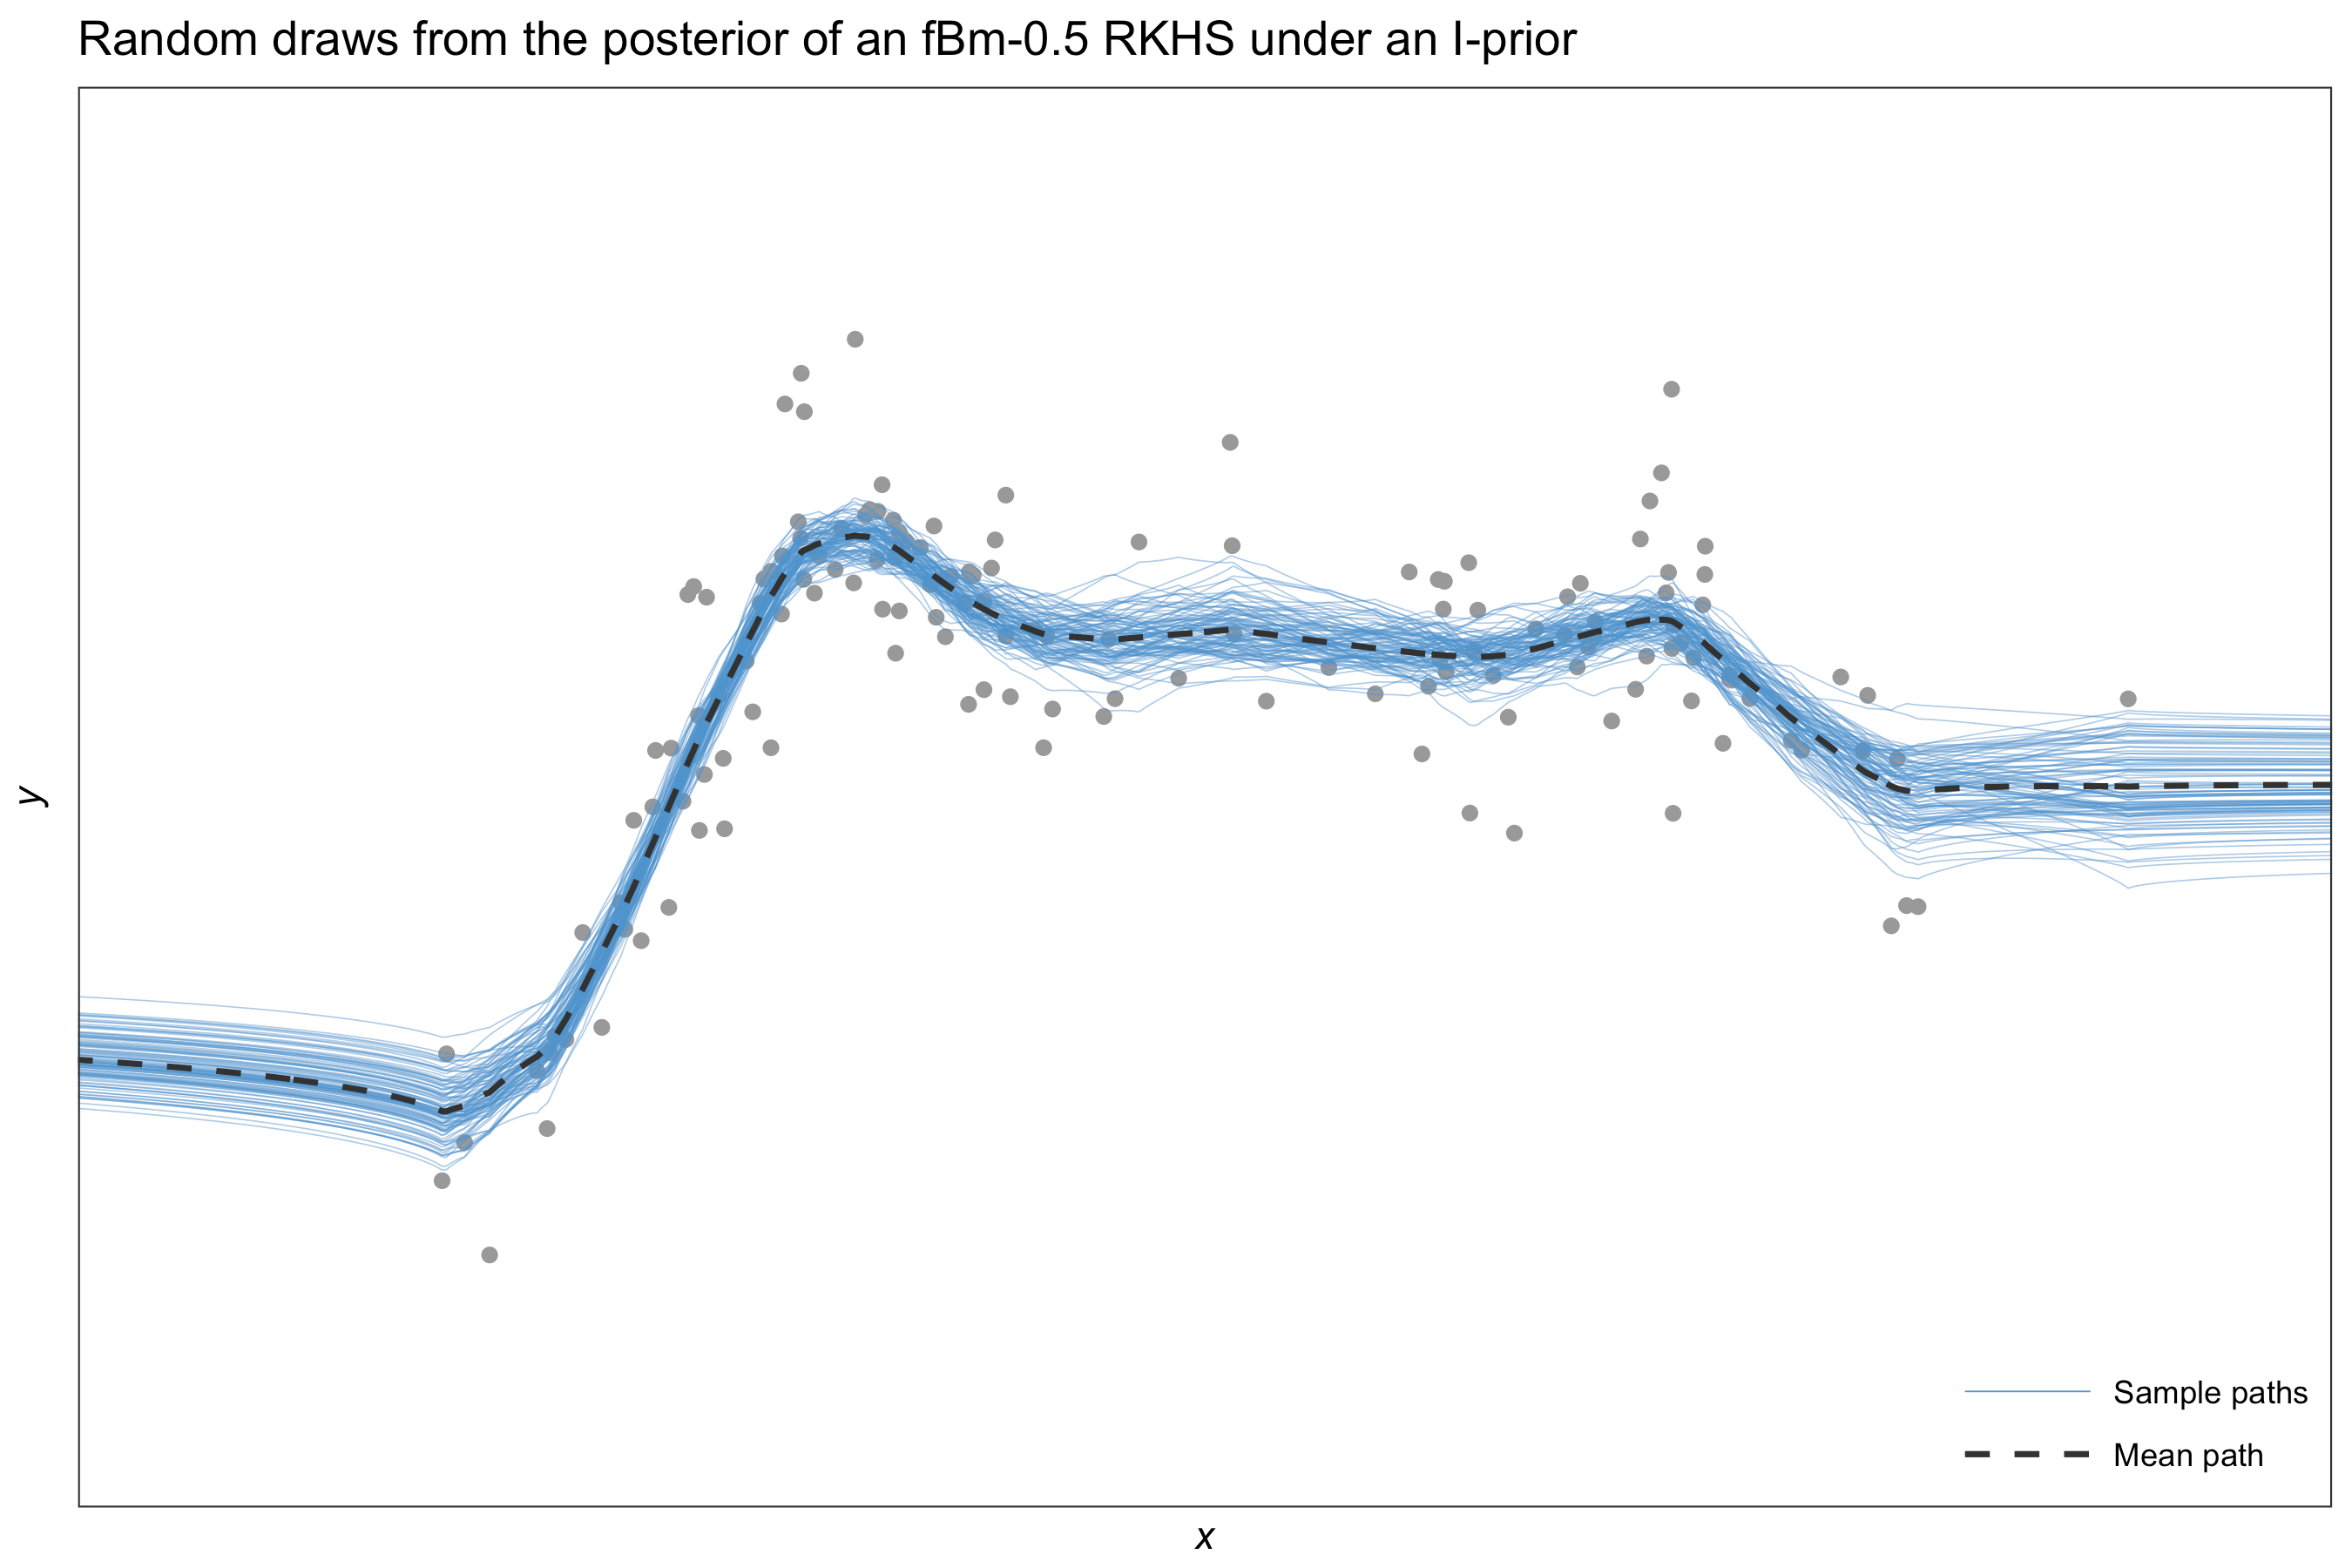 Random draws from the posterior of an fBm-0.5 RKHS under an I-prior
y
Sample paths
Mean path
x